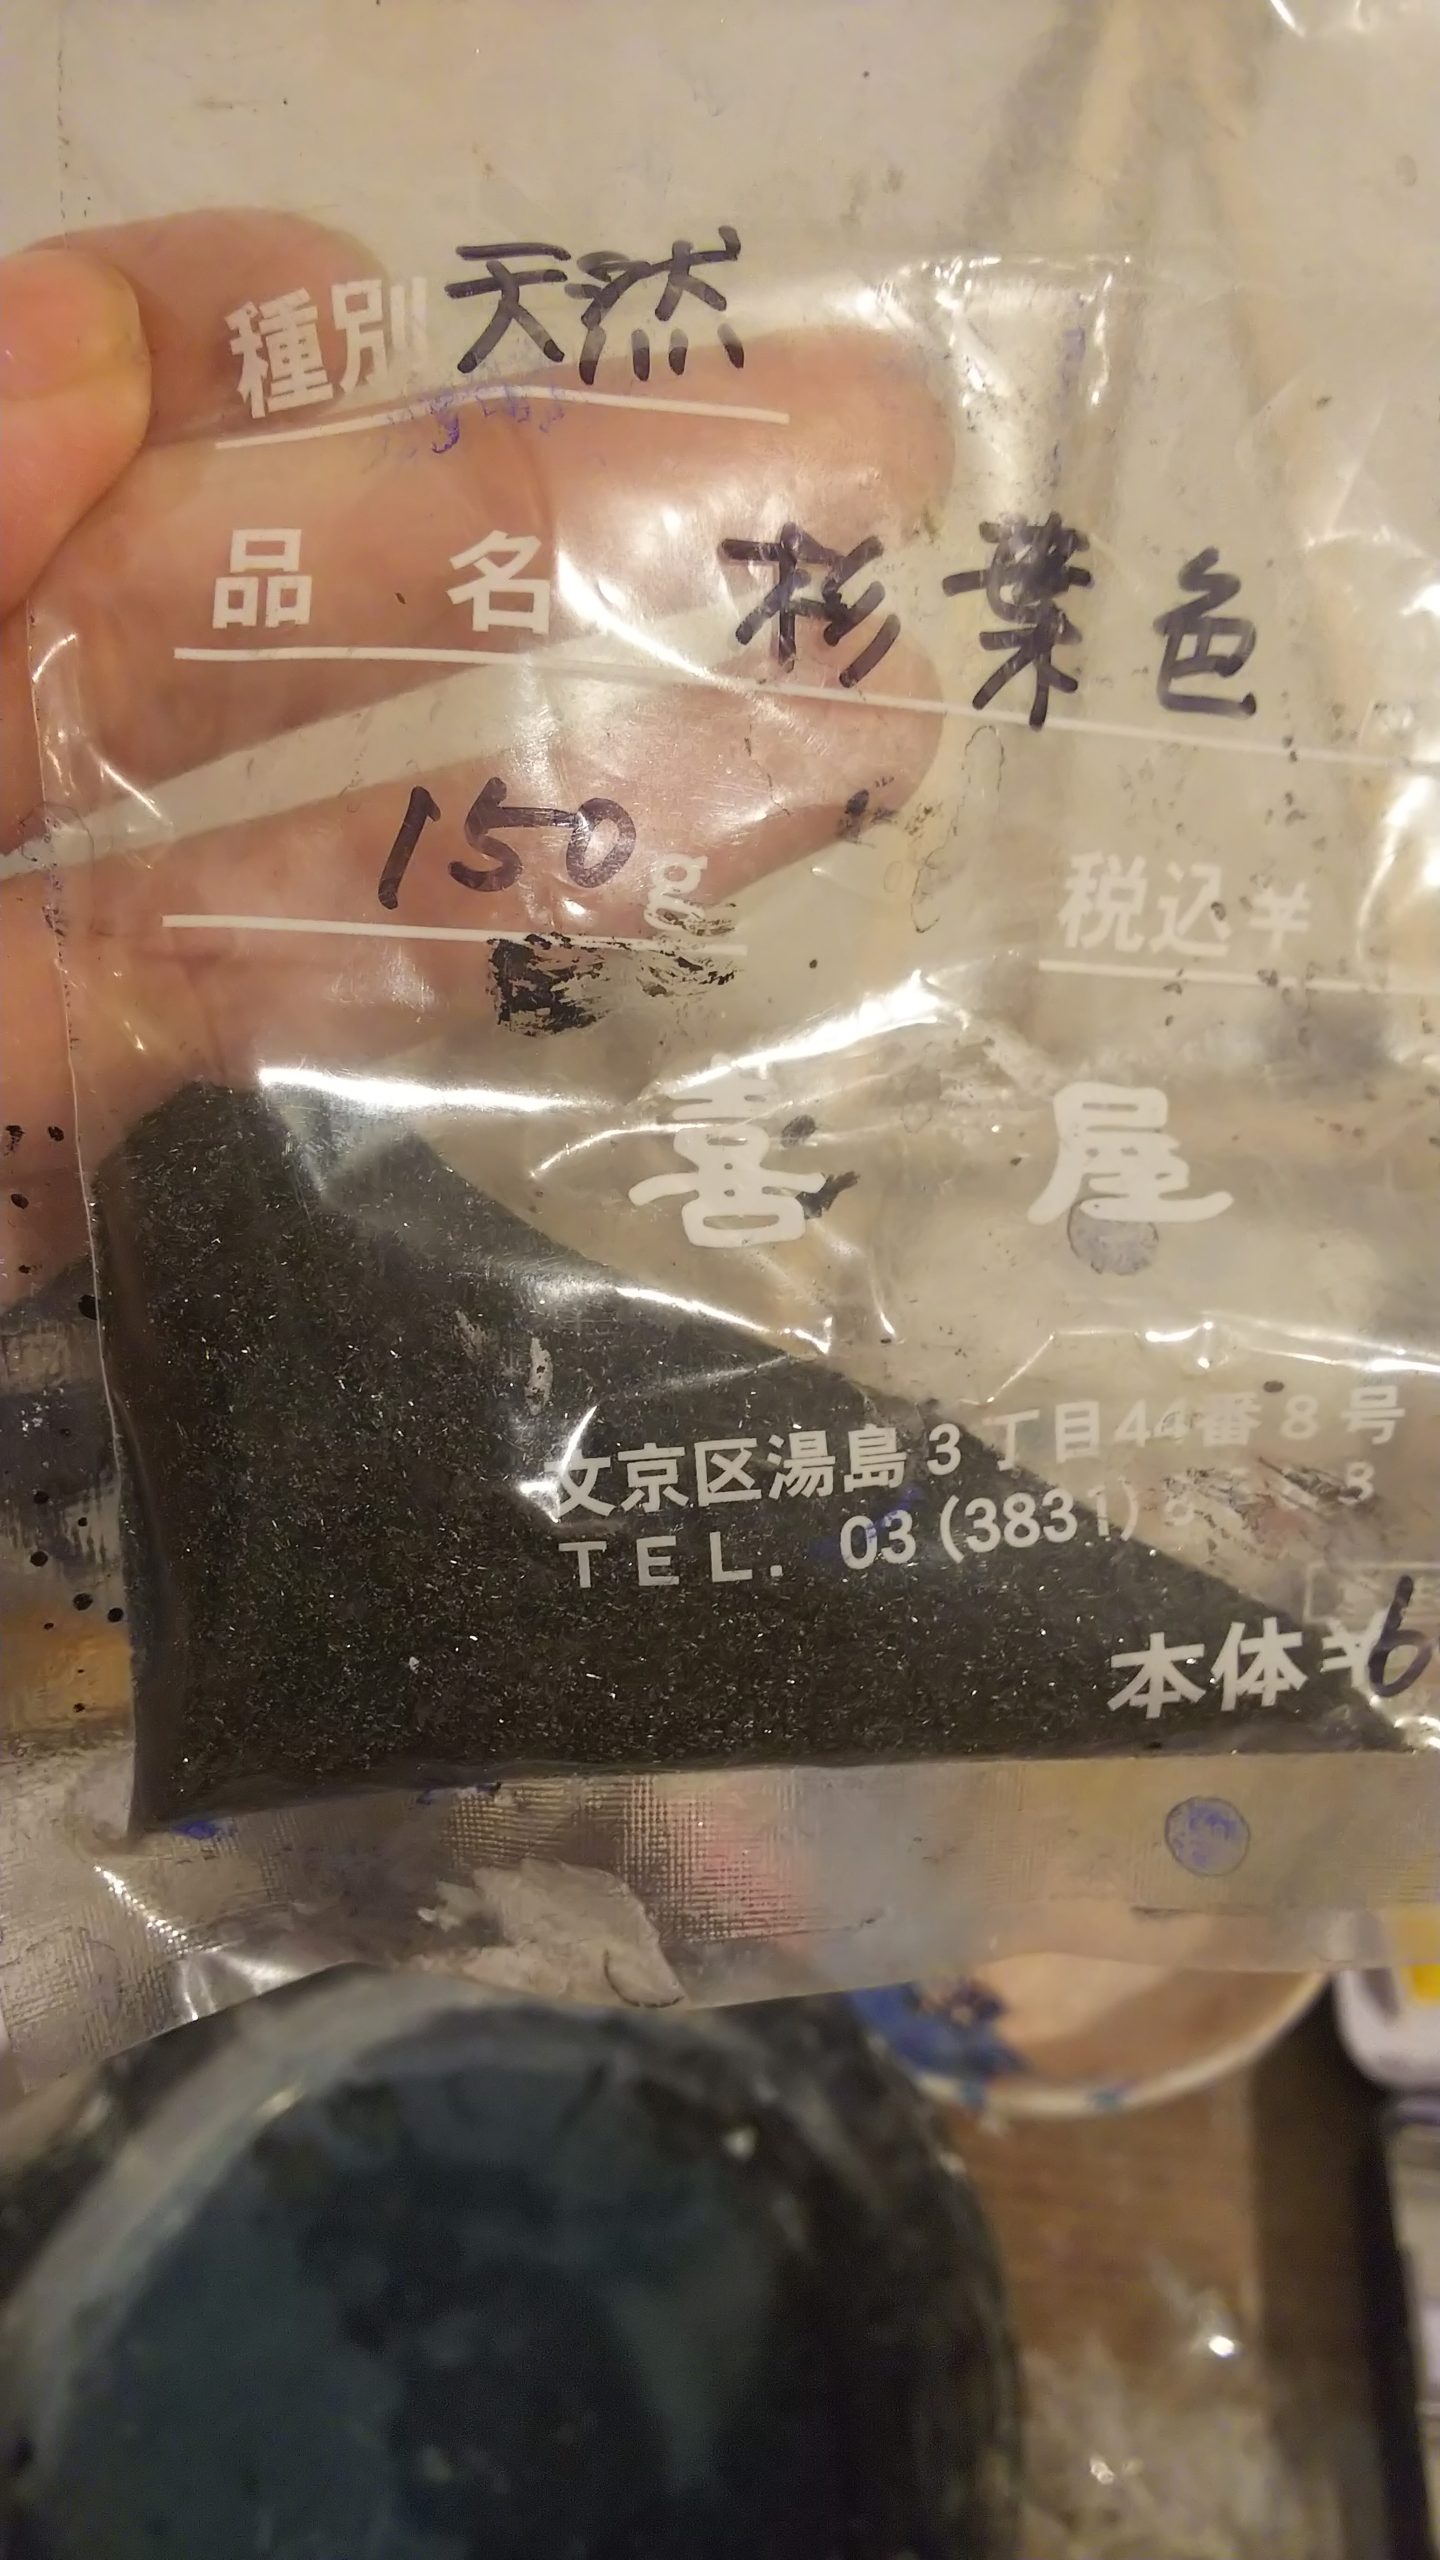 種別 天然
品名 杉葉色
150g
税込¥
喜屋
文京区湯島3丁目44番8号
TEL. 03(3831)
本体¥6